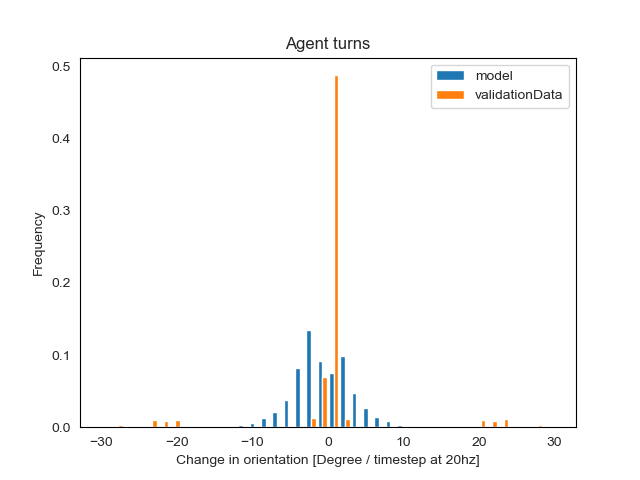 Agent turns
model
validationData
0.5
0.4
0.3
0.2
0.1
0.0
Frequency
−30 −20 −10 0 10 20 30
Change in orientation [Degree / timestep at 20hz]